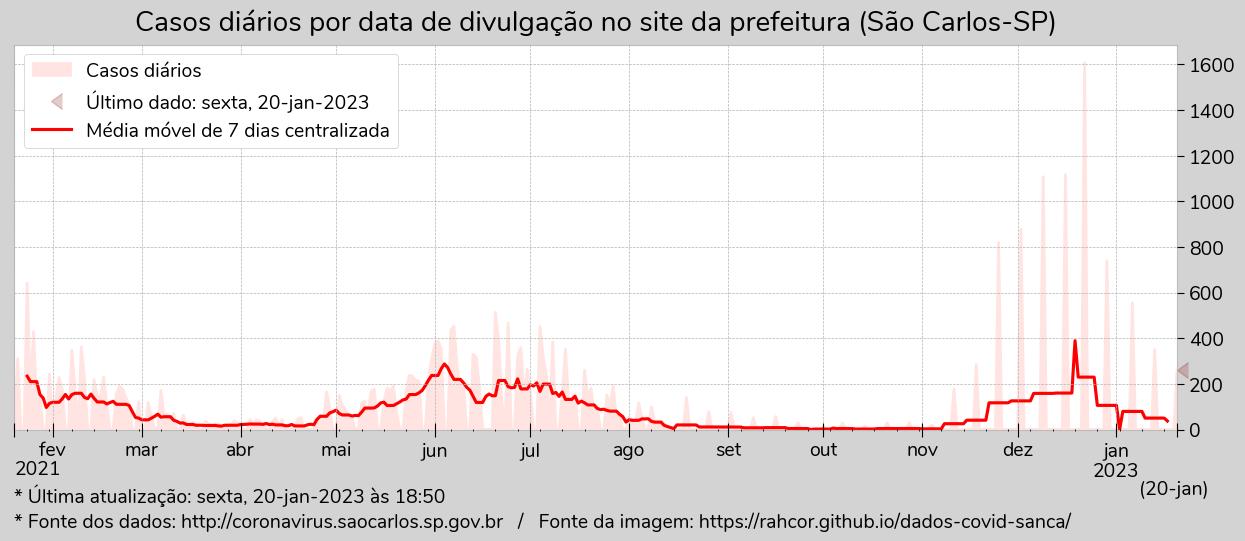 Casos diários por data de divulgação no site da prefeitura (São Carlos-SP)
Casos diários
Último dado: sexta, 20-jan-2023
Média móvel de 7 dias centralizada
1600
1400
1200
1000
800
600
400
200
0
fev mar abr mai jun jul ago set out nov dez jan
2021 2023
(20-jan)
* Última atualização: sexta, 20-jan-2023 às 18:50
* Fonte dos dados: http://coronavirus.saocarlos.sp.gov.br / Fonte da imagem: https://rahcor.github.io/dados-covid-sanca/